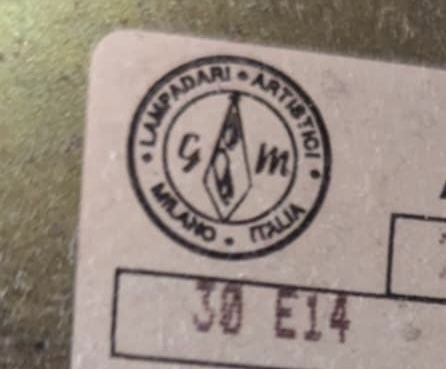 LAMPADARI • ARTISTICI •
MILANO • ITALIA •
G M
30 E14